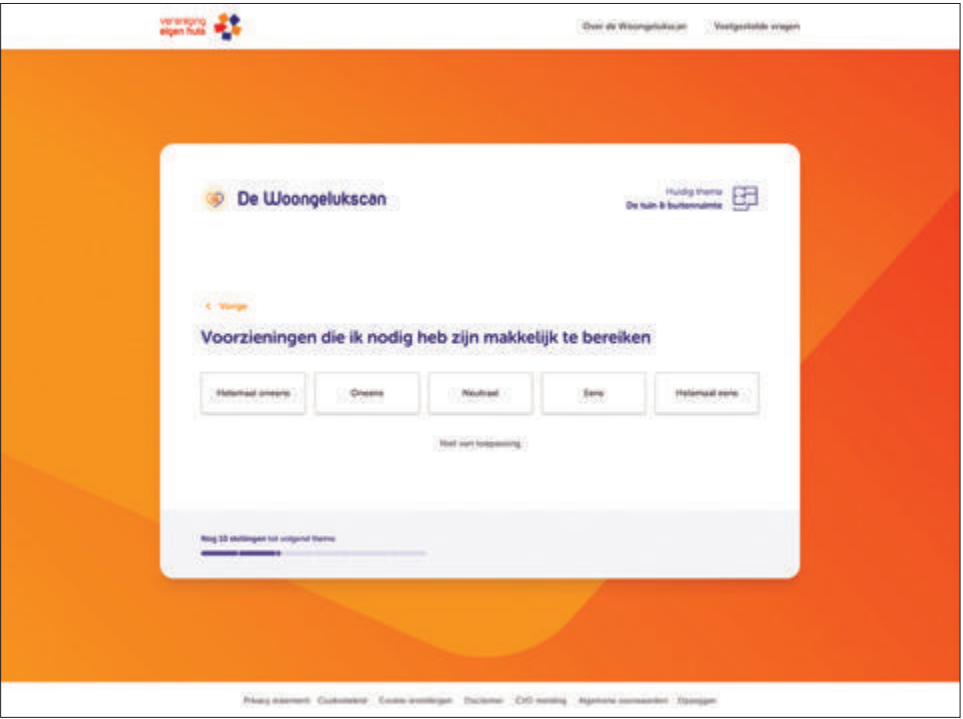 vereniging
eigen huis
Over de Woongelukscan Veelgestelde vragen
De Woongelukscan
Huidig thema
De tuin & buitenruimte
Vorige
Voorzieningen die ik nodig heb zijn makkelijk te bereiken
Helemaal oneens Oneens Neutraal Eens Helemaal eens
Niet van toepassing
Nog 10 stellingen tot volgend thema
Privacy statement Cookiebeleid Cookie-instellingen Disclaimer CVD melding Algemene voorwaarden Opzeggen